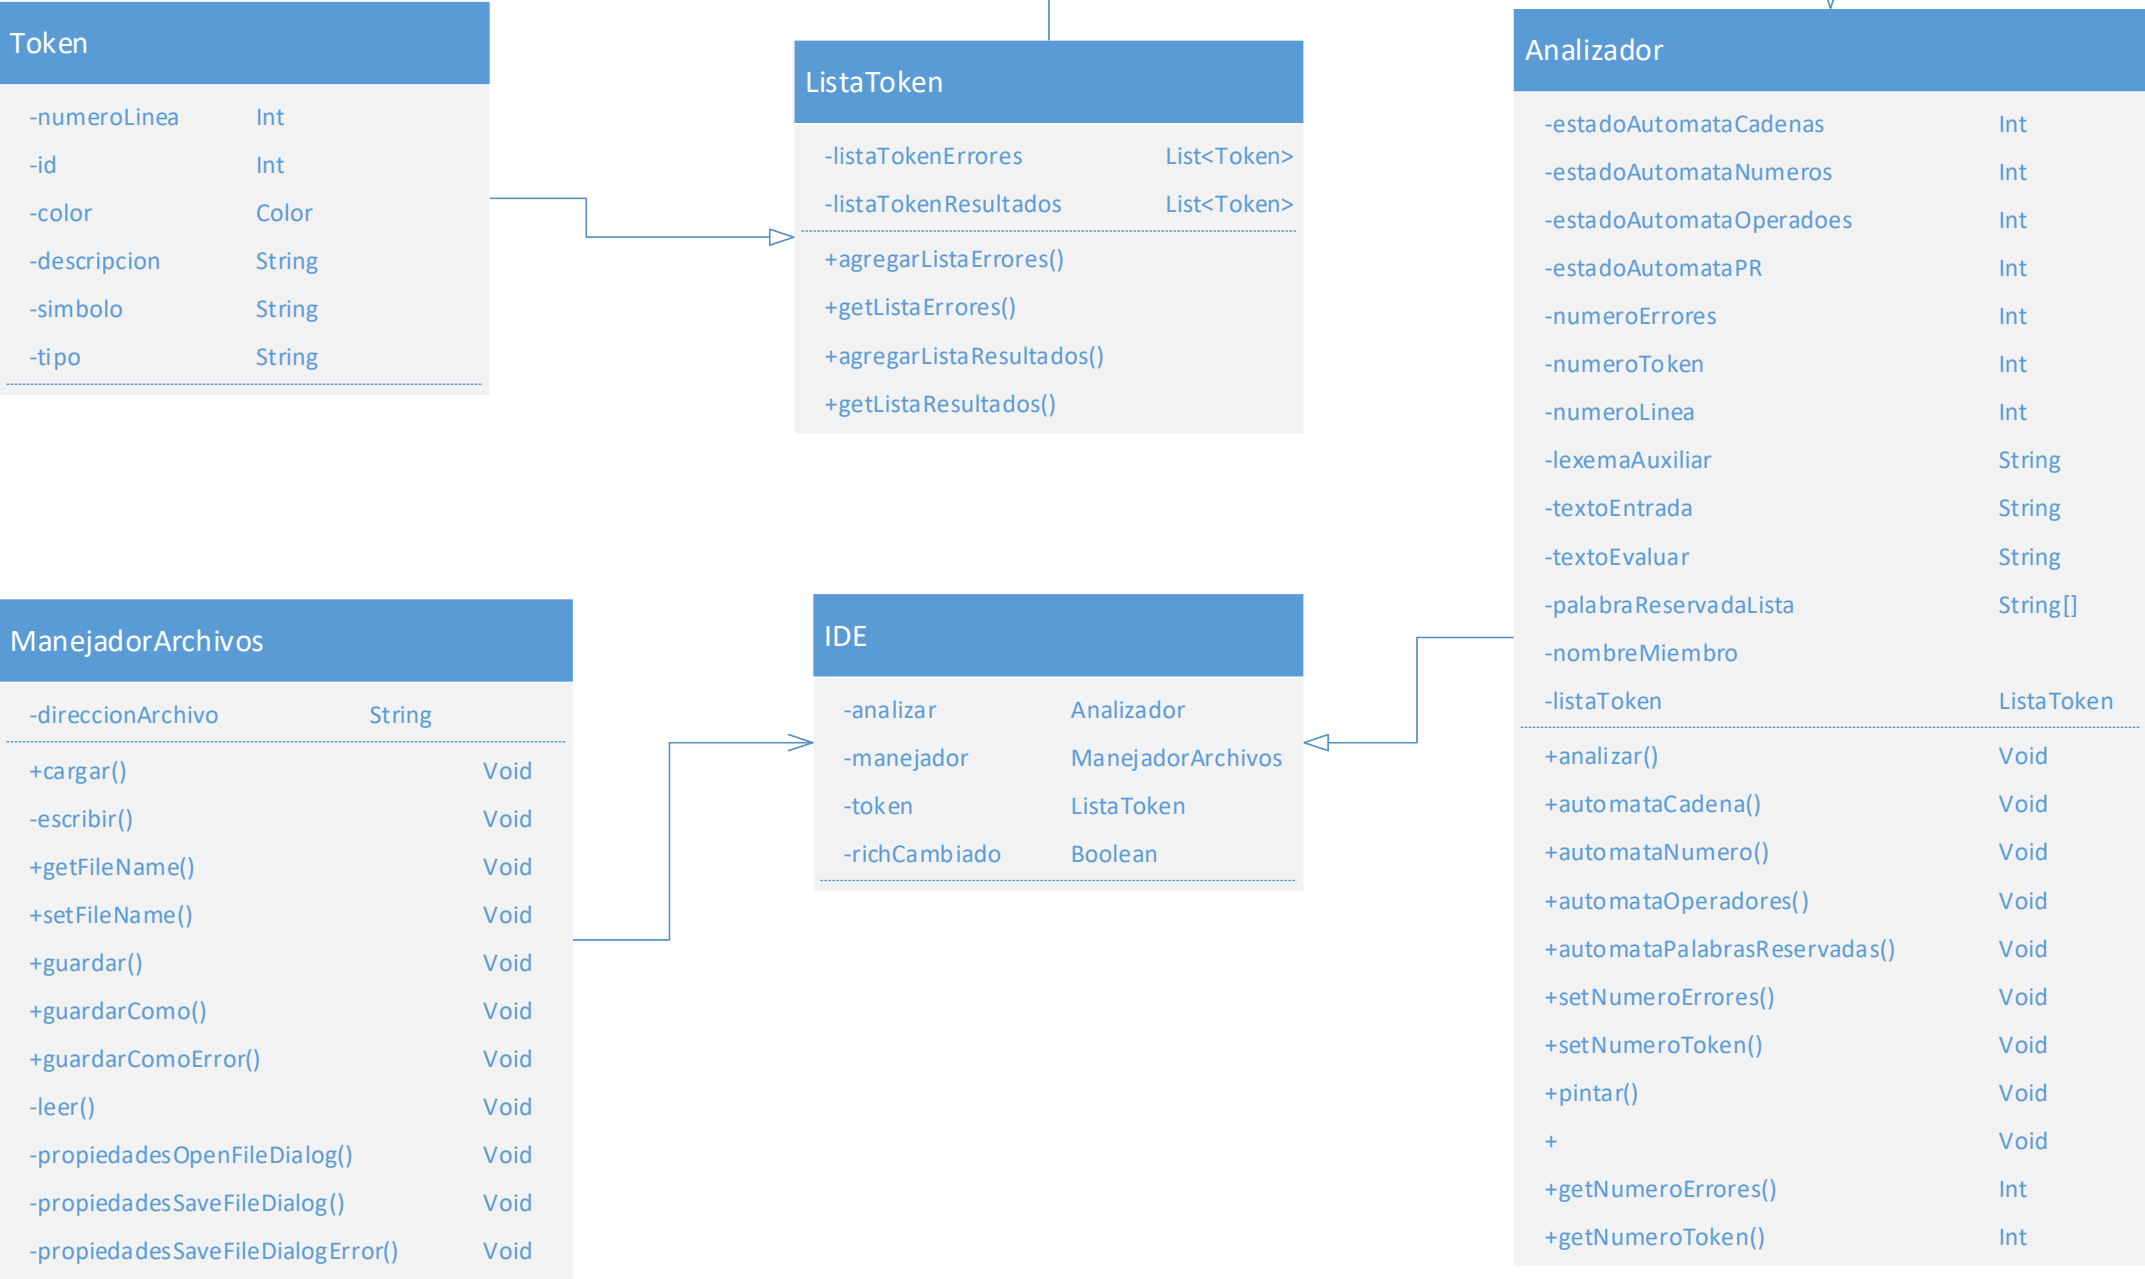 Token
-numeroLinea Int
-id Int
-color Color
-descripcion String
-simbolo String
-tipo String
ListaToken
-listaTokenErrores List<Token>
-listaTokenResultados List<Token>
+agregarListaErrores()
+getListaErrores()
+agregarListaResultados()
+getListaResultados()
Analizador
-estadoAutomataCadenas Int
-estadoAutomataNumeros Int
-estadoAutomataOperadoes Int
-estadoAutomataPR Int
-numeroErrores Int
-numeroToken Int
-numeroLinea Int
-lexemaAuxiliar String
-textoEntrada String
-textoEvaluar String
-palabraReservadaLista String[]
-nombreMiembro
-listaToken ListaToken
+analizar() Void
+automataCadena() Void
+automataNumero() Void
+automataOperadores() Void
+automataPalabrasReservadas() Void
+setNumeroErrores() Void
+setNumeroToken() Void
+pintar() Void
+ Void
+getNumeroErrores() Int
+getNumeroToken() Int
ManejadorArchivos
-direccionArchivo String
+cargar() Void
-escribir() Void
+getFileName() Void
+setFileName() Void
+guardar() Void
+guardarComo() Void
+guardarComoError() Void
-leer() Void
-propiedadesOpenFileDialog() Void
-propiedadesSaveFileDialog() Void
-propiedadesSaveFileDialogError() Void
IDE
-analizar Analizador
-manejador ManejadorArchivos
-token ListaToken
-richCambiado Boolean